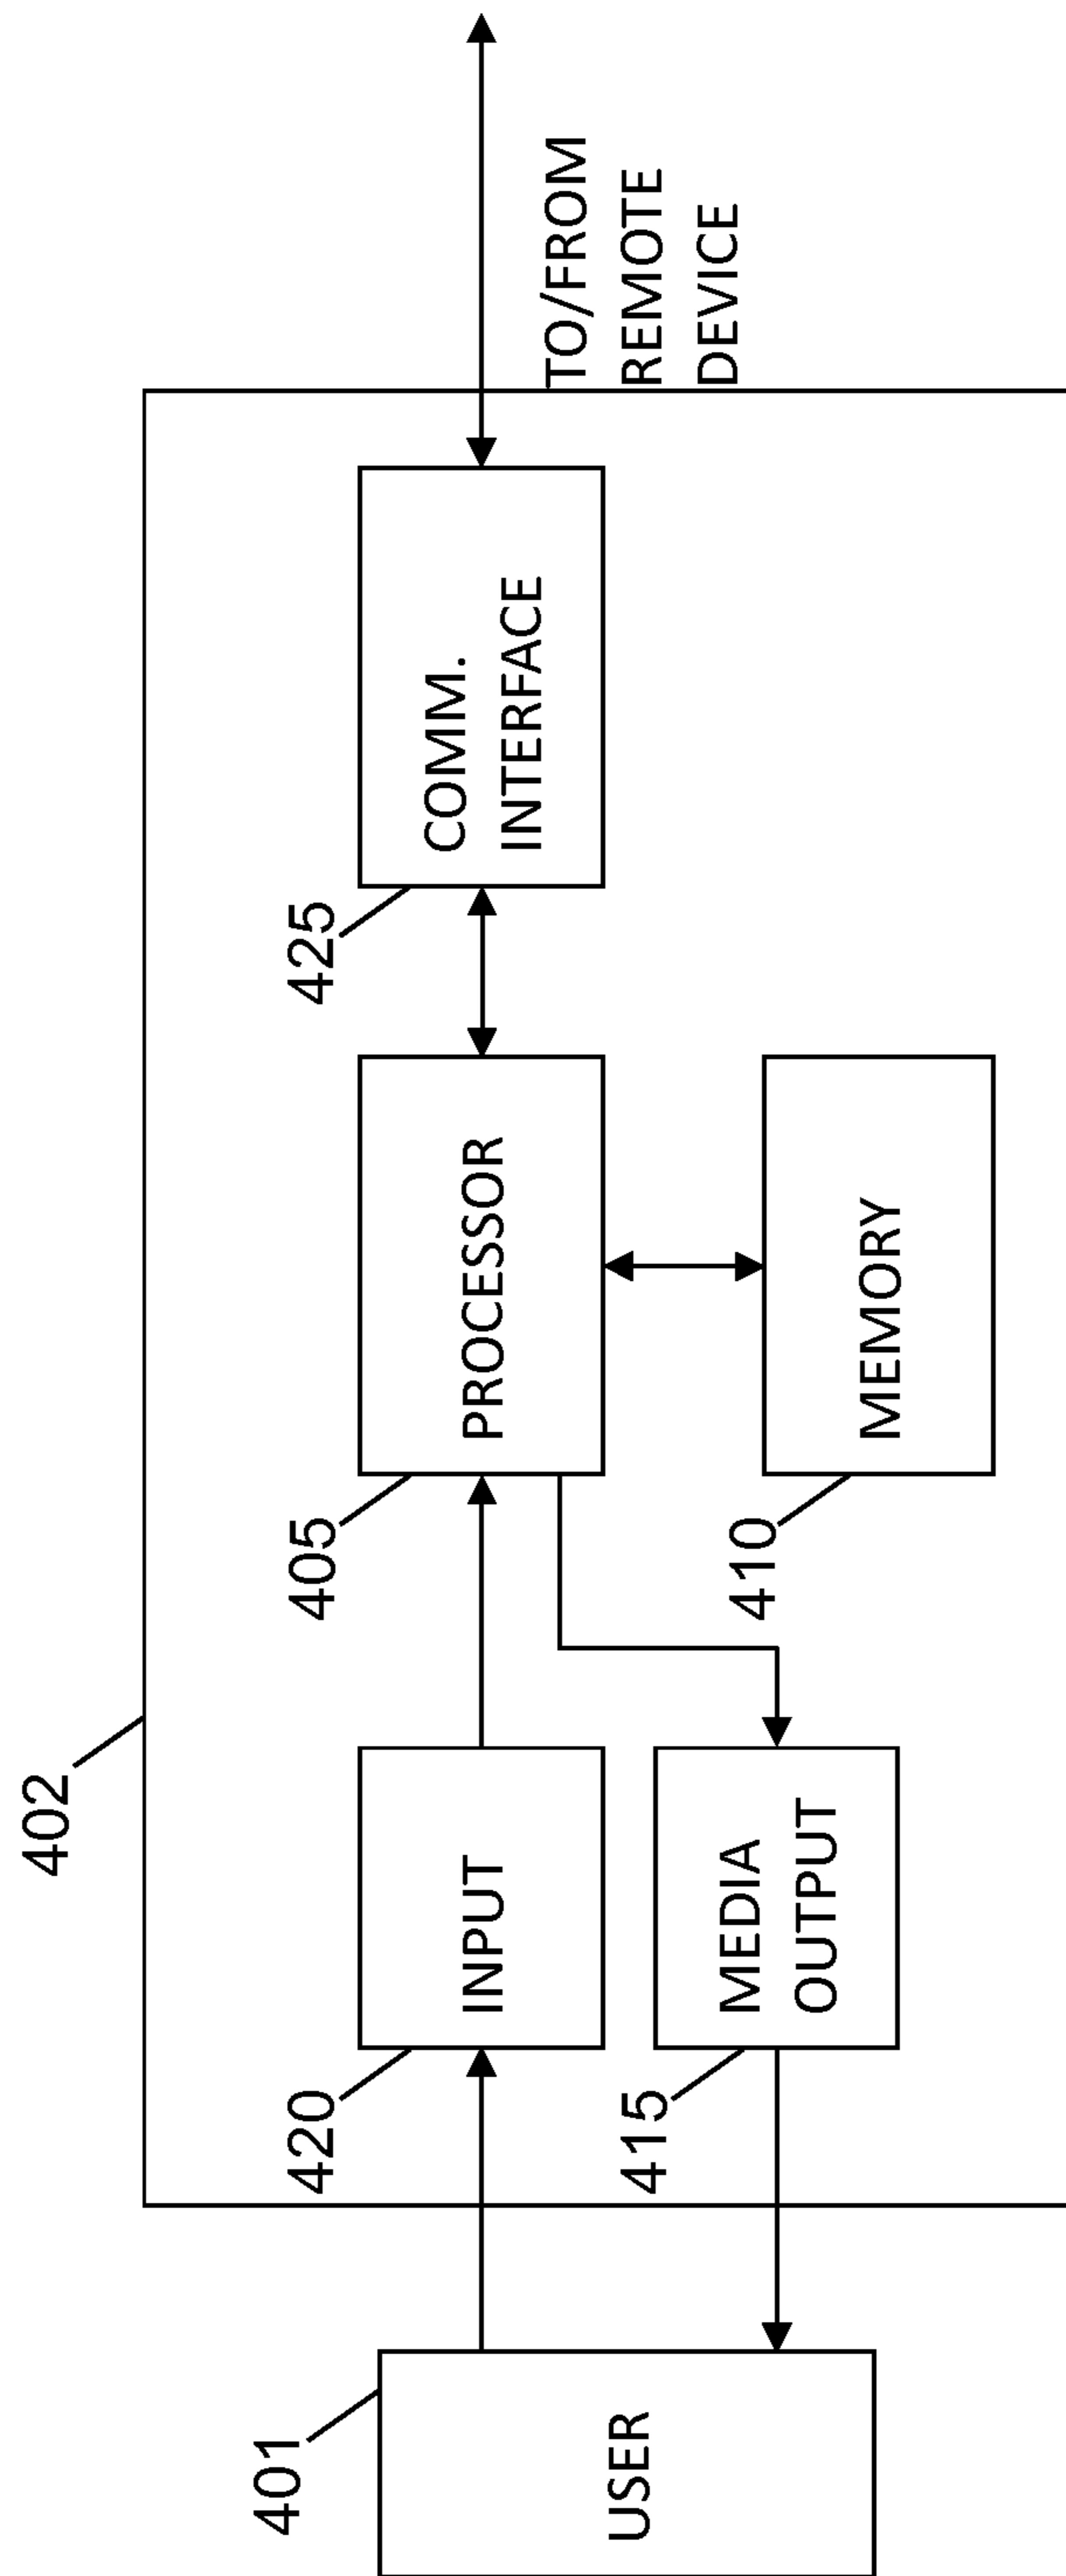 402
401
USER
420
INPUT
415
MEDIA
OUTPUT
405
PROCESSOR
410
MEMORY
425
COMM.
INTERFACE
TO/FROM
REMOTE
DEVICE